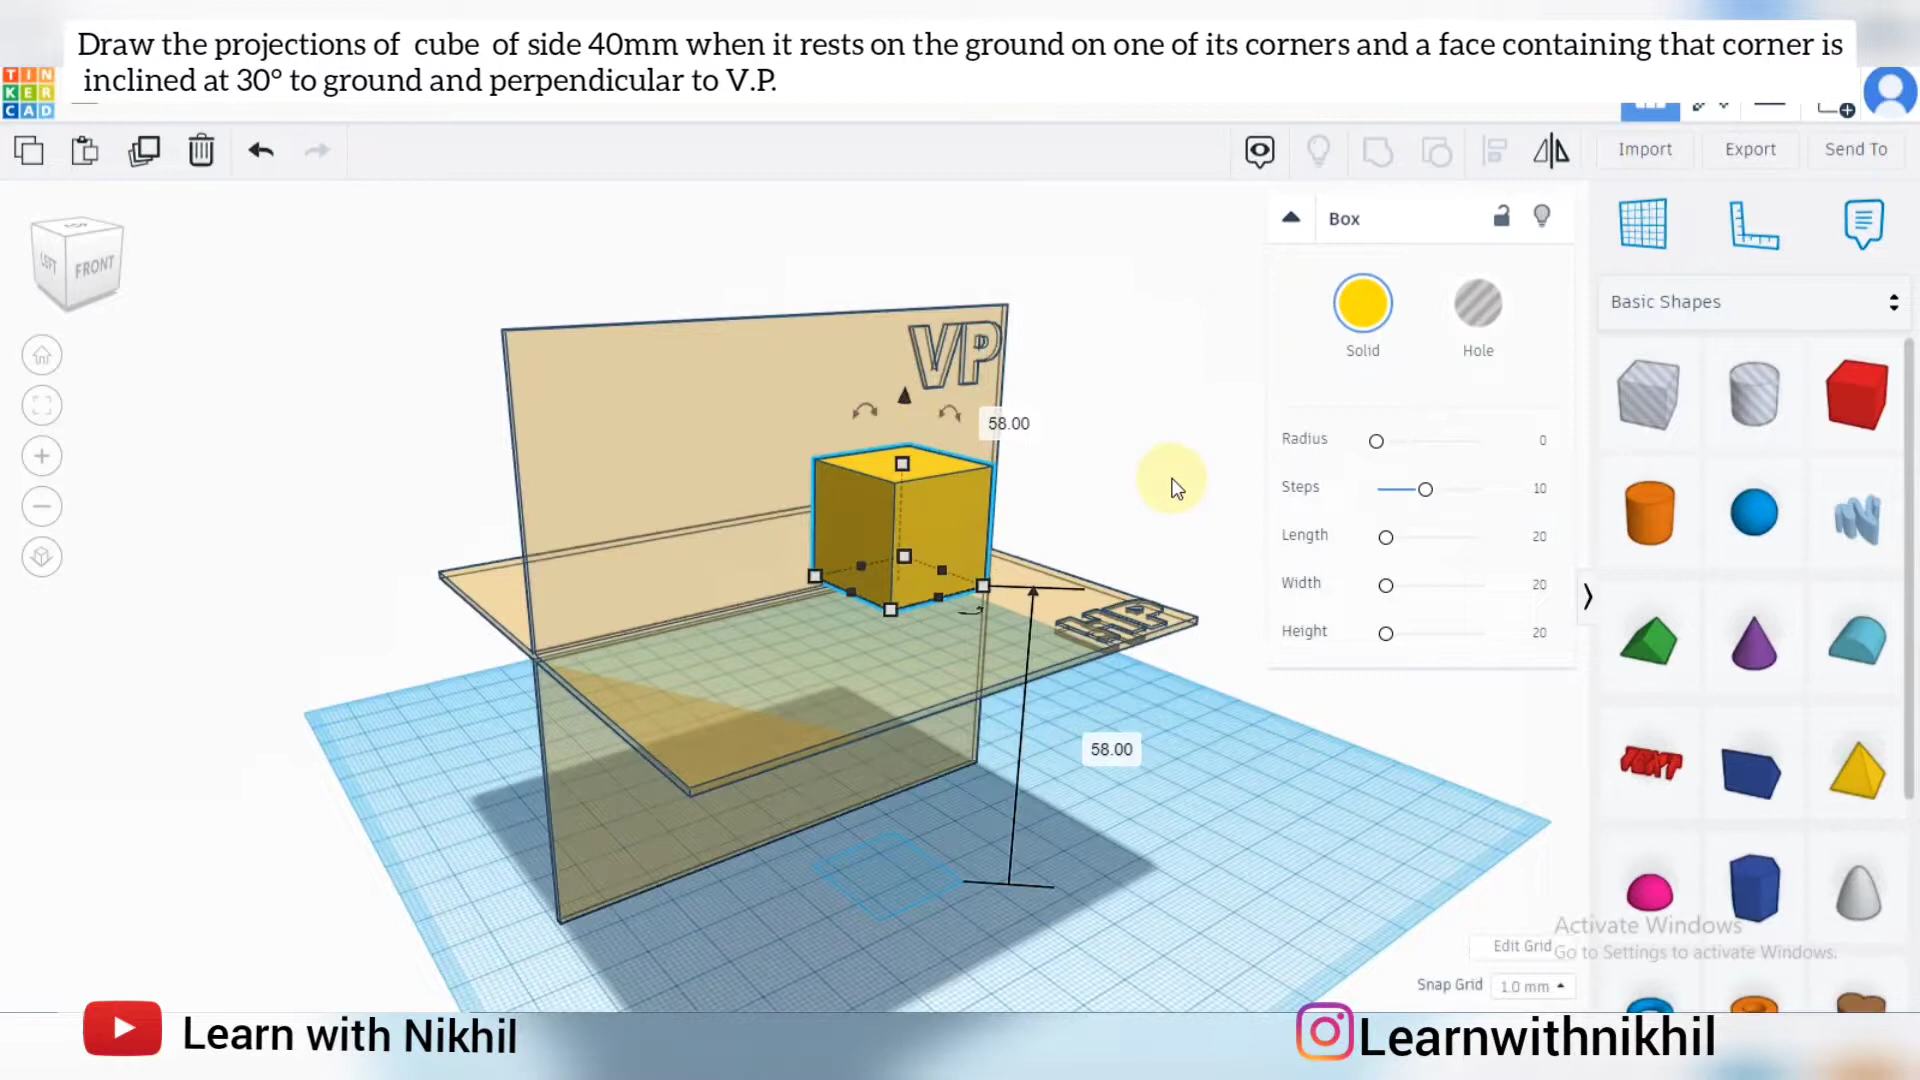 Draw the projections of cube of side 40mm when it rests on the ground on one of its corners and a face containing that corner is
inclined at 30° to ground and perpendicular to V.P.
TIN
KER
CAD
Import
Export
Send To
TOP
LEFT
FRONT
Box
Solid
Hole
Radius 0
Steps 10
Length 20
Width 20
Height 20
Basic Shapes
VP
58.00
HP
58.00
TEXT
Activate Windows
Edit Grid
Go to Settings to activate Windows.
Snap Grid 1.0 mm
Learn with Nikhil
Learnwithnikhil